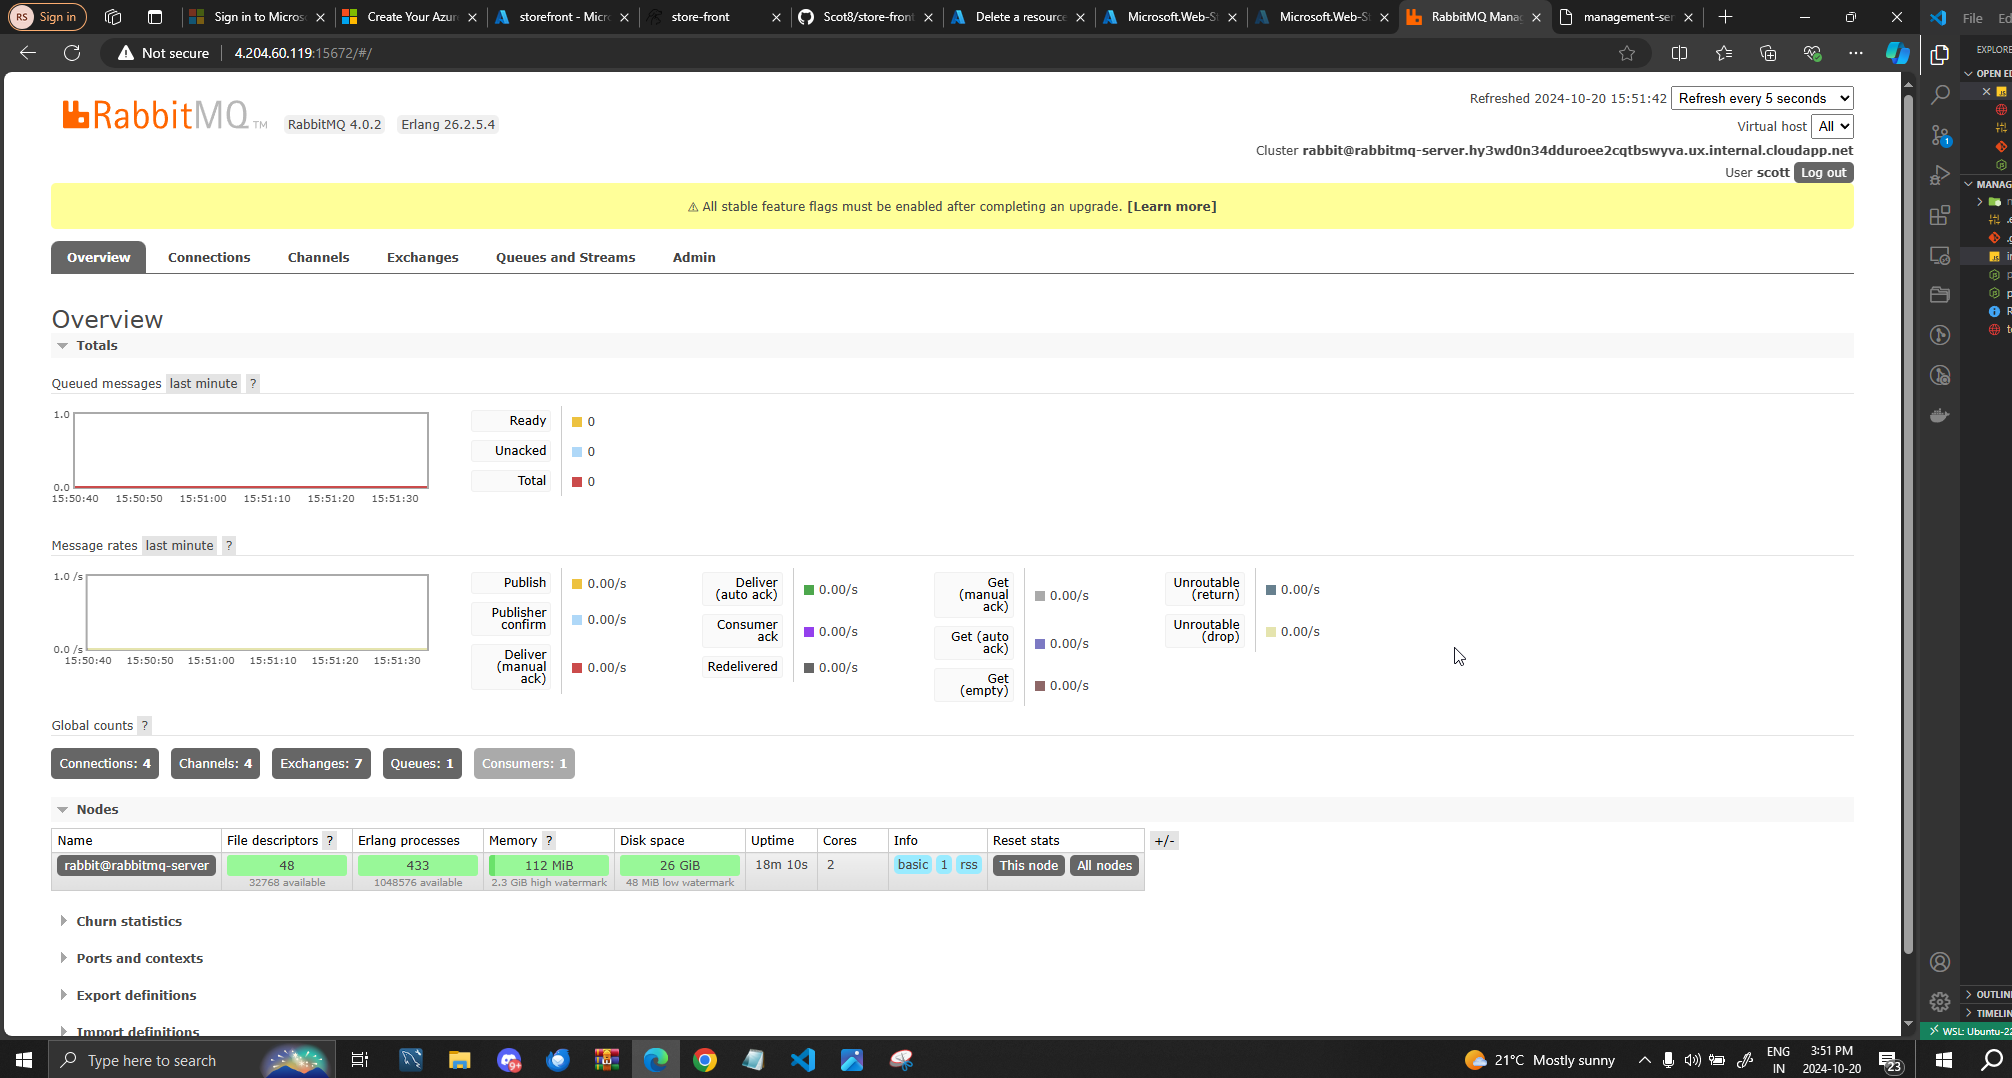 RS Sign in
Sign in to Micros
Create Your Azur
storefront - Micr
store-front
Scot8/store-front
Delete a resource
Microsoft.Web-S
Microsoft.Web-S
RabbitMQ Manag
management-ser
File Ed
Not secure 4.204.60.119:15672/#/
EXPLORE
OPEN ED
MANAG
RabbitMQ TM RabbitMQ 4.0.2 Erlang 26.2.5.4
Refreshed 2024-10-20 15:51:42 Refresh every 5 seconds
Virtual host All
Cluster rabbit@rabbitmq-server.hy3wd0n34dduroee2cqtbswyva.ux.internal.cloudapp.net
User scott Log out
⚠ All stable feature flags must be enabled after completing an upgrade. [Learn more]
Overview Connections Channels Exchanges Queues and Streams Admin
Overview
Totals
Queued messages last minute ?
1.0
0.0
15:50:40 15:50:50 15:51:00 15:51:10 15:51:20 15:51:30
Ready 0
Unacked 0
Total 0
Message rates last minute ?
1.0 /s
0.0 /s
15:50:40 15:50:50 15:51:00 15:51:10 15:51:20 15:51:30
Publish 0.00/s
Publisher confirm 0.00/s
Deliver (manual ack) 0.00/s
Deliver (auto ack) 0.00/s
Consumer ack 0.00/s
Redelivered 0.00/s
Get (manual ack) 0.00/s
Get (auto ack) 0.00/s
Get (empty) 0.00/s
Unroutable (return) 0.00/s
Unroutable (drop) 0.00/s
Global counts ?
Connections: 4 Channels: 4 Exchanges: 7 Queues: 1 Consumers: 1
Nodes
Name File descriptors ? Erlang processes Memory ? Disk space Uptime Cores Info Reset stats +/-
rabbit@rabbitmq-server 48 433 112 MiB 26 GiB 18m 10s 2 basic 1 rss This node All nodes
32768 available 1048576 available 2.3 GiB high watermark 48 MiB low watermark
Churn statistics
Ports and contexts
Export definitions
Import definitions
OUTLIN
TIMELIN
WSL: Ubuntu-22
Type here to search
9+
21°C Mostly sunny
ENG
IN
3:51 PM
2024-10-20
23